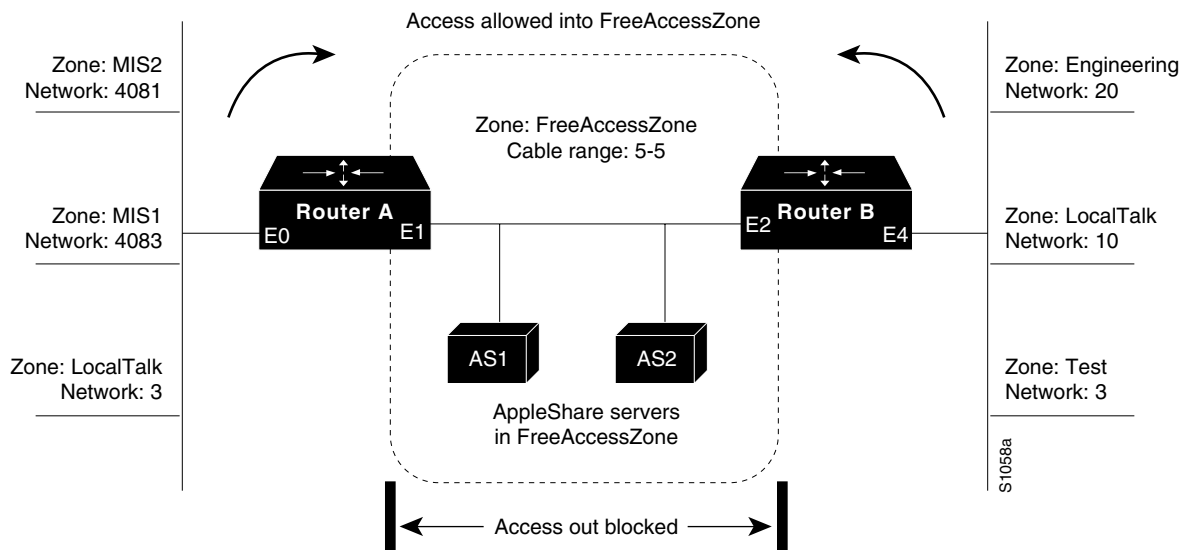 Access allowed into FreeAccessZone
Zone: MIS2
Network: 4081
Zone: Engineering
Network: 20
Zone: FreeAccessZone
Cable range: 5-5
Router A
E0
E1
Router B
E2
E4
Zone: MIS1
Network: 4083
Zone: LocalTalk
Network: 10
AS1
AS2
Zone: LocalTalk
Network: 3
Zone: Test
Network: 3
AppleShare servers
in FreeAccessZone
S1058a
Access out blocked